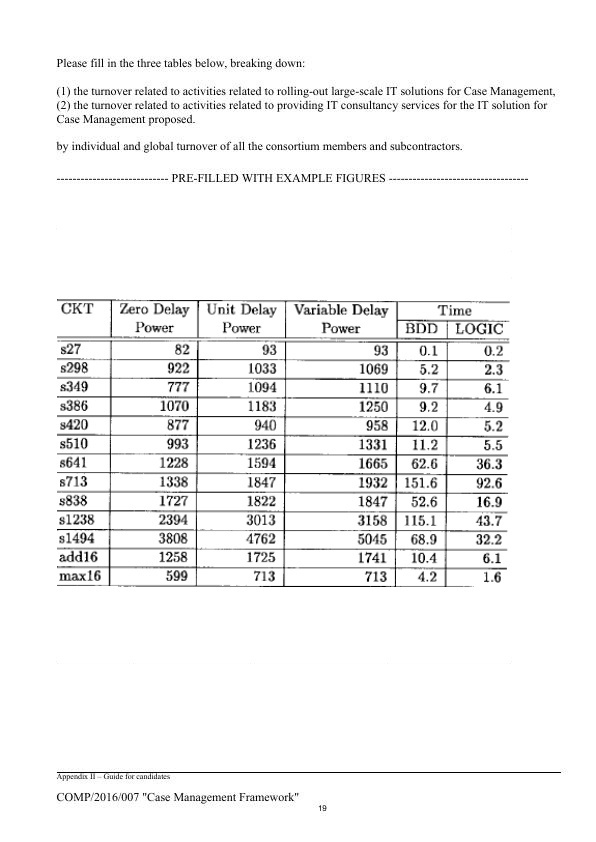 Please fill in the three tables below, breaking down:
(1) the turnover related to activities related to rolling-out large-scale IT solutions for Case Management,
(2) the turnover related to activities related to providing IT consultancy services for the IT solution for
Case Management proposed.
by individual and global turnover of all the consortium members and subcontractors.
---------------------------- PRE-FILLED WITH EXAMPLE FIGURES -----------------------------------
CKT Zero Delay Unit Delay Variable Delay Time
Power Power Power BDD LOGIC
s27 82 93 93 0.1 0.2
s298 922 1033 1069 5.2 2.3
s349 777 1094 1110 9.7 6.1
s386 1070 1183 1250 9.2 4.9
s420 877 940 958 12.0 5.2
s510 993 1236 1331 11.2 5.5
s641 1228 1594 1665 62.6 36.3
s713 1338 1847 1932 151.6 92.6
s838 1727 1822 1847 52.6 16.9
s1238 2394 3013 3158 115.1 43.7
s1494 3808 4762 5045 68.9 32.2
add16 1258 1725 1741 10.4 6.1
max16 599 713 713 4.2 1.6
Appendix II – Guide for candidates
COMP/2016/007 "Case Management Framework"
19